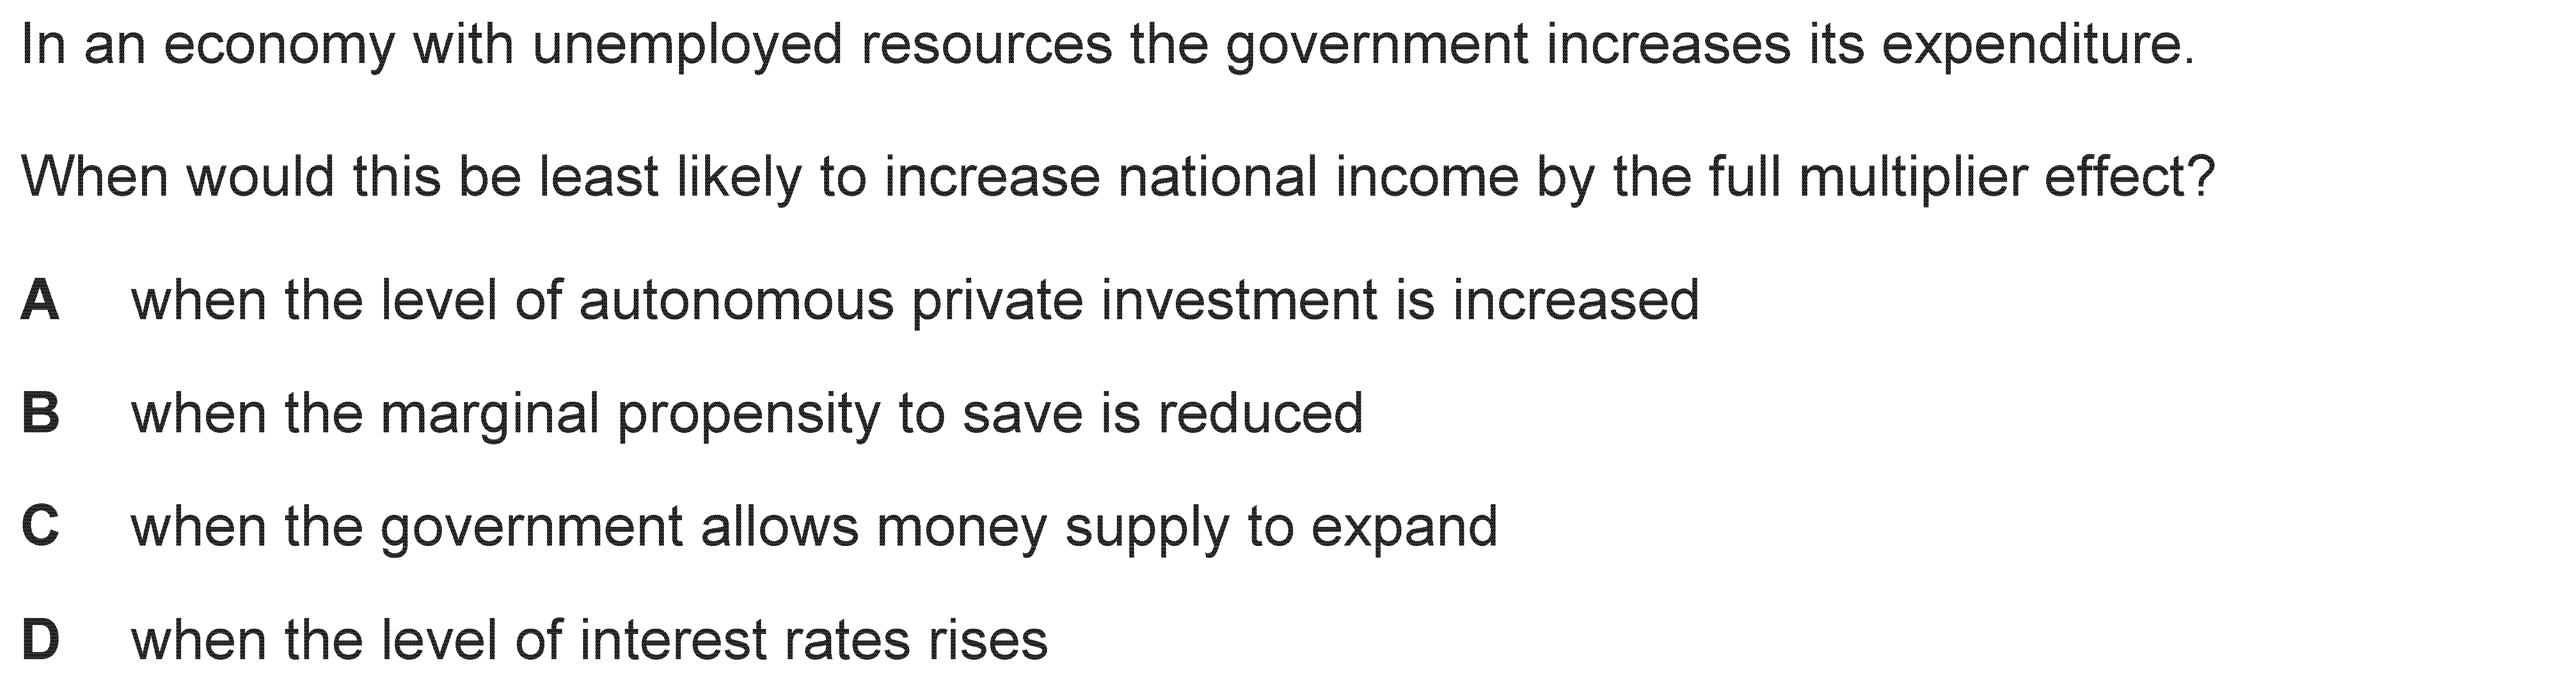 In an economy with unemployed resources the government increases its expenditure.
When would this be least likely to increase national income by the full multiplier effect?
A when the level of autonomous private investment is increased
B when the marginal propensity to save is reduced
C when the government allows money supply to expand
D when the level of interest rates rises